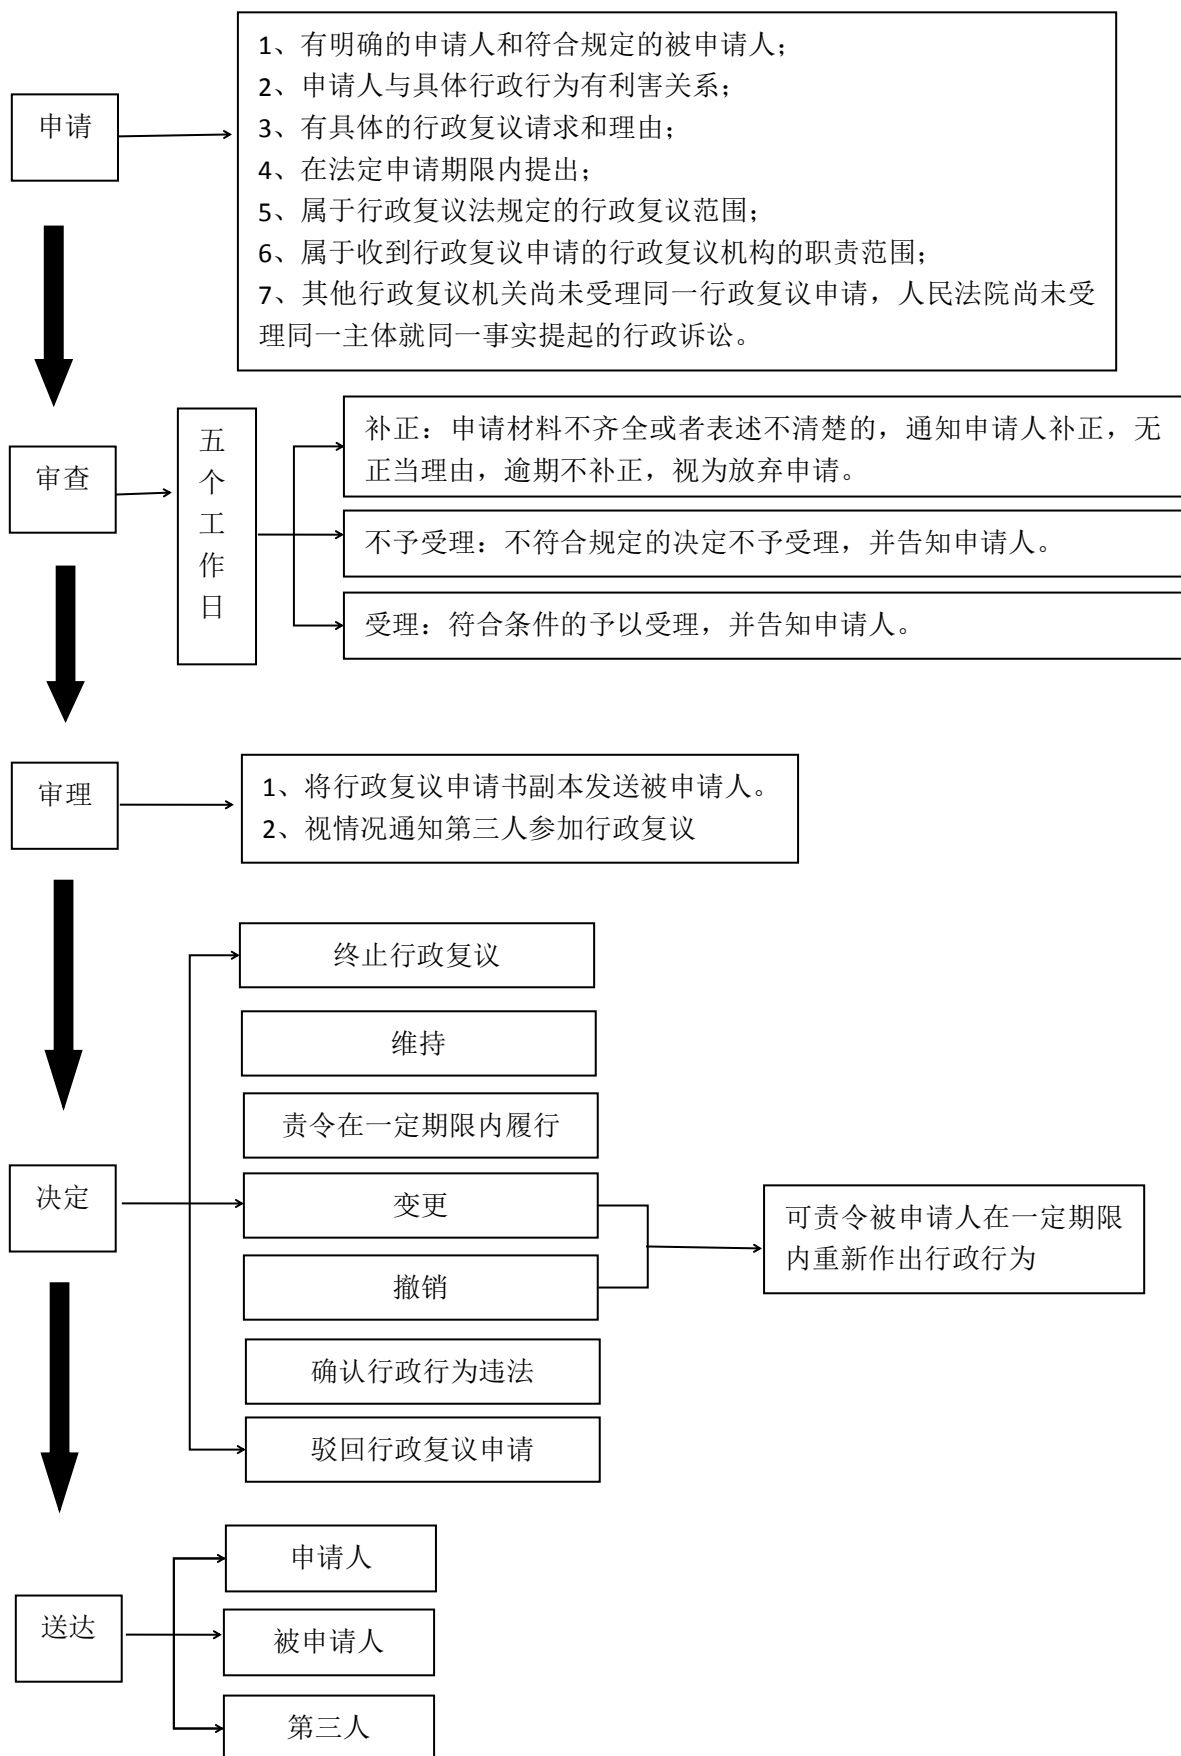 1、有明确的申请人和符合规定的被申请人；
2、申请人与具体行政行为有利害关系；
申请
3、有具体的行政复议请求和理由；
4、在法定申请期限内提出；
5、属于行政复议法规定的行政复议范围；
6、属于收到行政复议申请的行政复议机构的职责范围；
7、其他行政复议机关尚未受理同一行政复议申请，人民法院尚未受
理同一主体就同一事实提起的行政诉讼。
审查
五
个
工
作
日
补正：申请材料不齐全或者表述不清楚的，通知申请人补正，无
正当理由，逾期不补正，视为放弃申请。
不予受理：不符合规定的决定不予受理，并告知申请人。
受理：符合条件的予以受理，并告知申请人。
审理
1、将行政复议申请书副本发送被申请人。
2、视情况通知第三人参加行政复议
决定
终止行政复议
维持
责令在一定期限内履行
变更
撤销
确认行政行为违法
驳回行政复议申请
可责令被申请人在一定期限
内重新作出行政行为
送达
申请人
被申请人
第三人